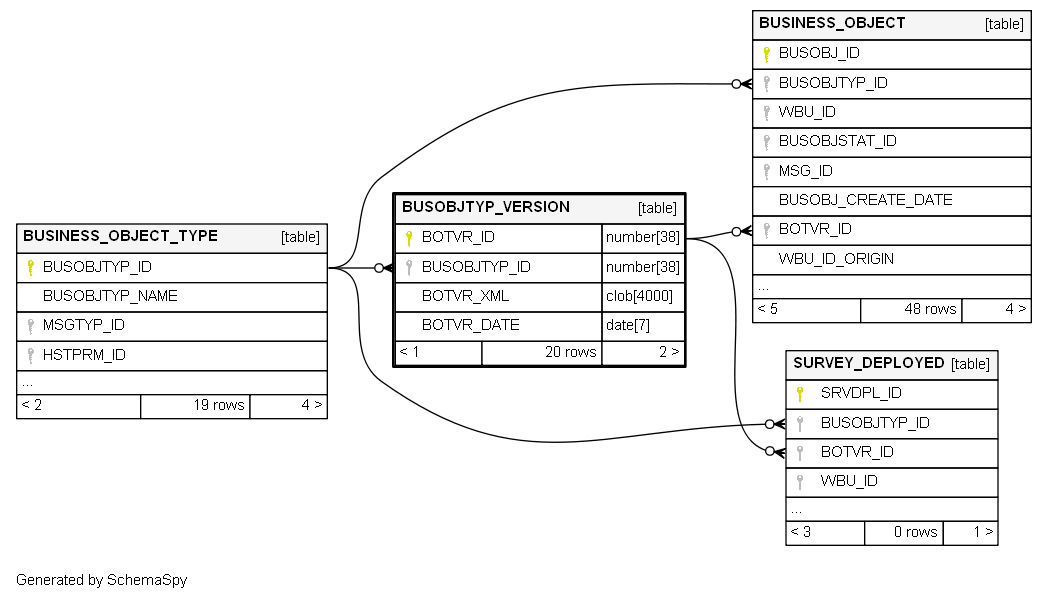 BUSINESS_OBJECT [table]
BUSOBJ_ID
BUSOBJTYP_ID
WBU_ID
BUSOBJSTAT_ID
MSG_ID
BUSOBJ_CREATE_DATE
BOTVR_ID
WBU_ID_ORIGIN
...
< 5 48 rows 4 >
BUSOBJTYP_VERSION [table]
BOTVR_ID number[38]
BUSOBJTYP_ID number[38]
BOTVR_XML clob[4000]
BOTVR_DATE date[7]
< 1 20 rows 2 >
BUSINESS_OBJECT_TYPE [table]
BUSOBJTYP_ID
BUSOBJTYP_NAME
MSGTYP_ID
HSTPRM_ID
...
< 2 19 rows 4 >
SURVEY_DEPLOYED [table]
SRVDPL_ID
BUSOBJTYP_ID
BOTVR_ID
WBU_ID
...
< 3 0 rows 1 >
Generated by SchemaSpy